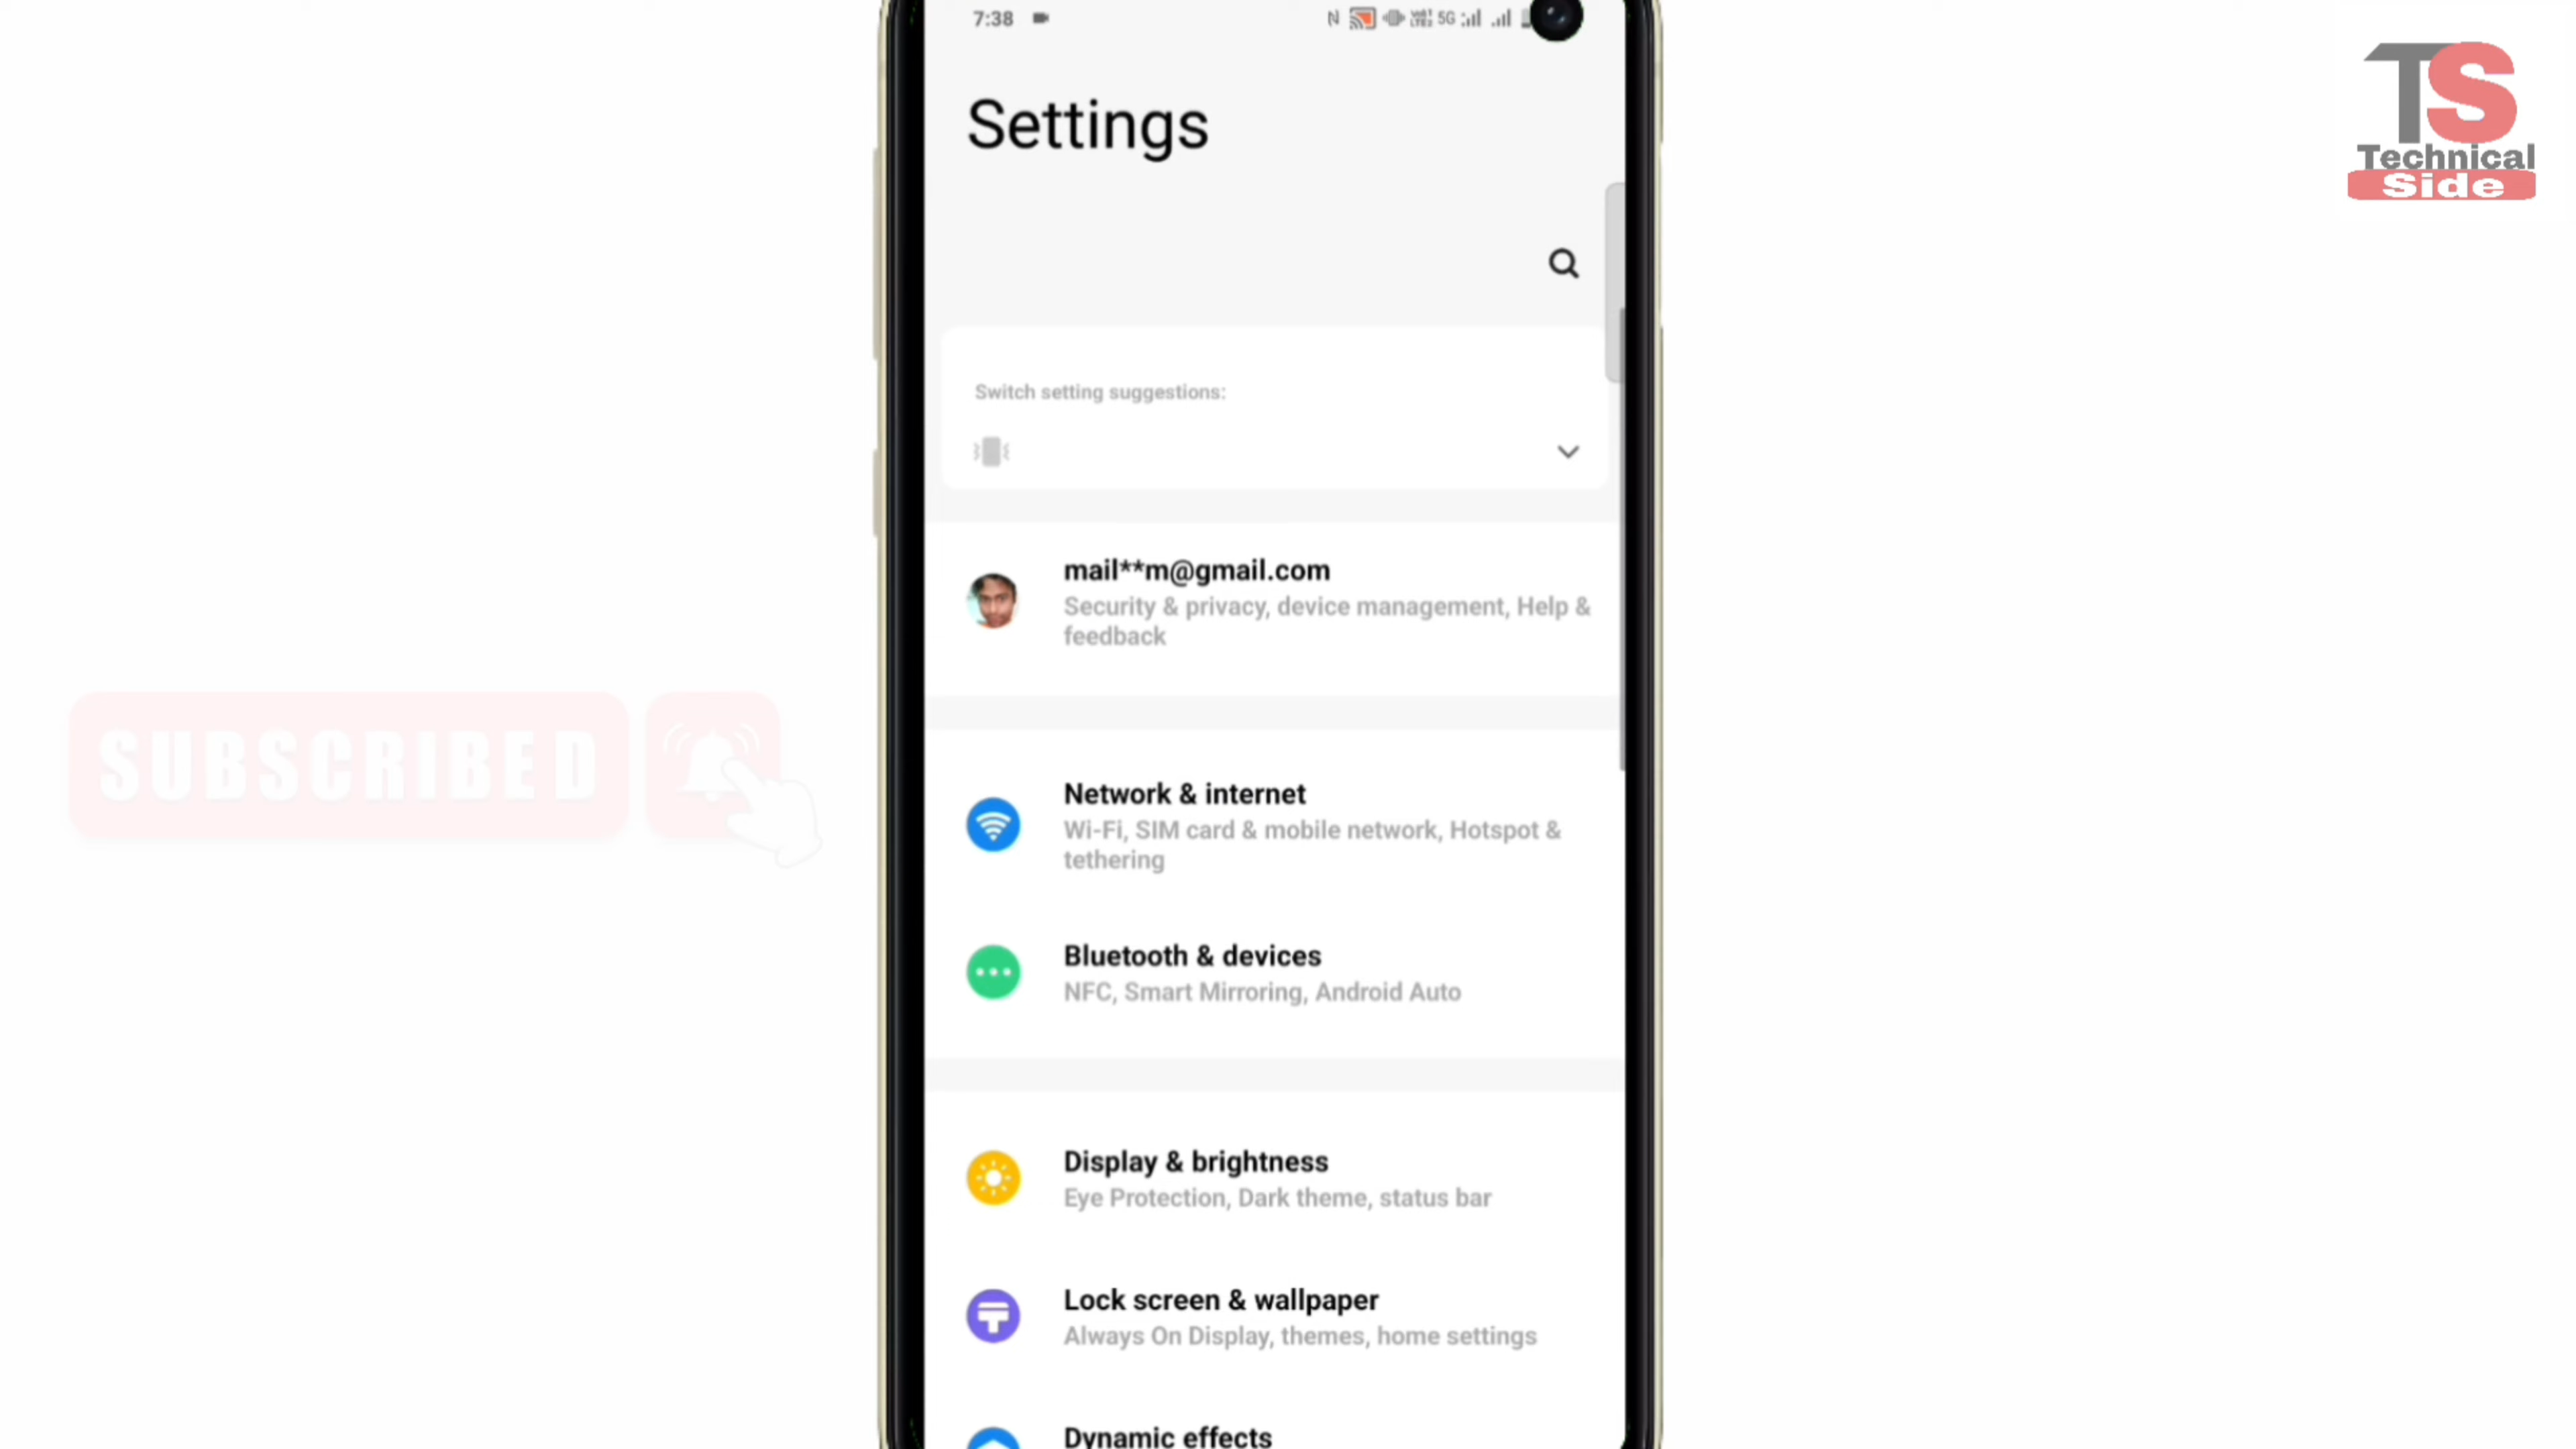 7:38
5G
TS
Technical
Side
Settings
Switch setting suggestions:
mail**m@gmail.com
Security & privacy, device management, Help &
feedback
SUBSCRIBED
Network & internet
Wi-Fi, SIM card & mobile network, Hotspot &
tethering
Bluetooth & devices
NFC, Smart Mirroring, Android Auto
Display & brightness
Eye Protection, Dark theme, status bar
Lock screen & wallpaper
Always On Display, themes, home settings
Dynamic effects